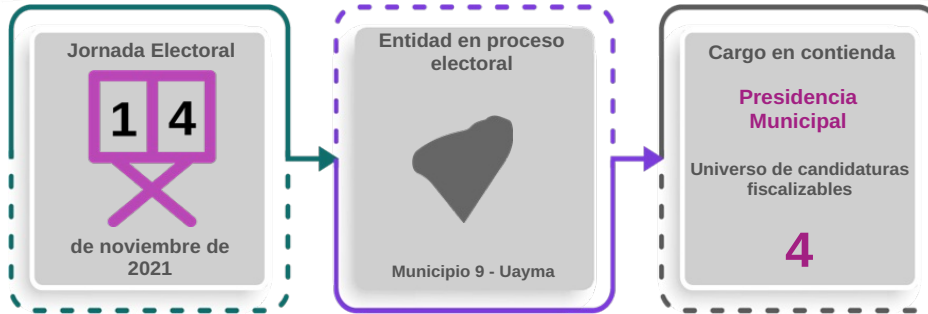 Jornada Electoral
1 4
de noviembre de
2021
Entidad en proceso
electoral
Municipio 9 - Uayma
Cargo en contienda
Presidencia
Municipal
Universo de candidaturas
fiscalizables
4